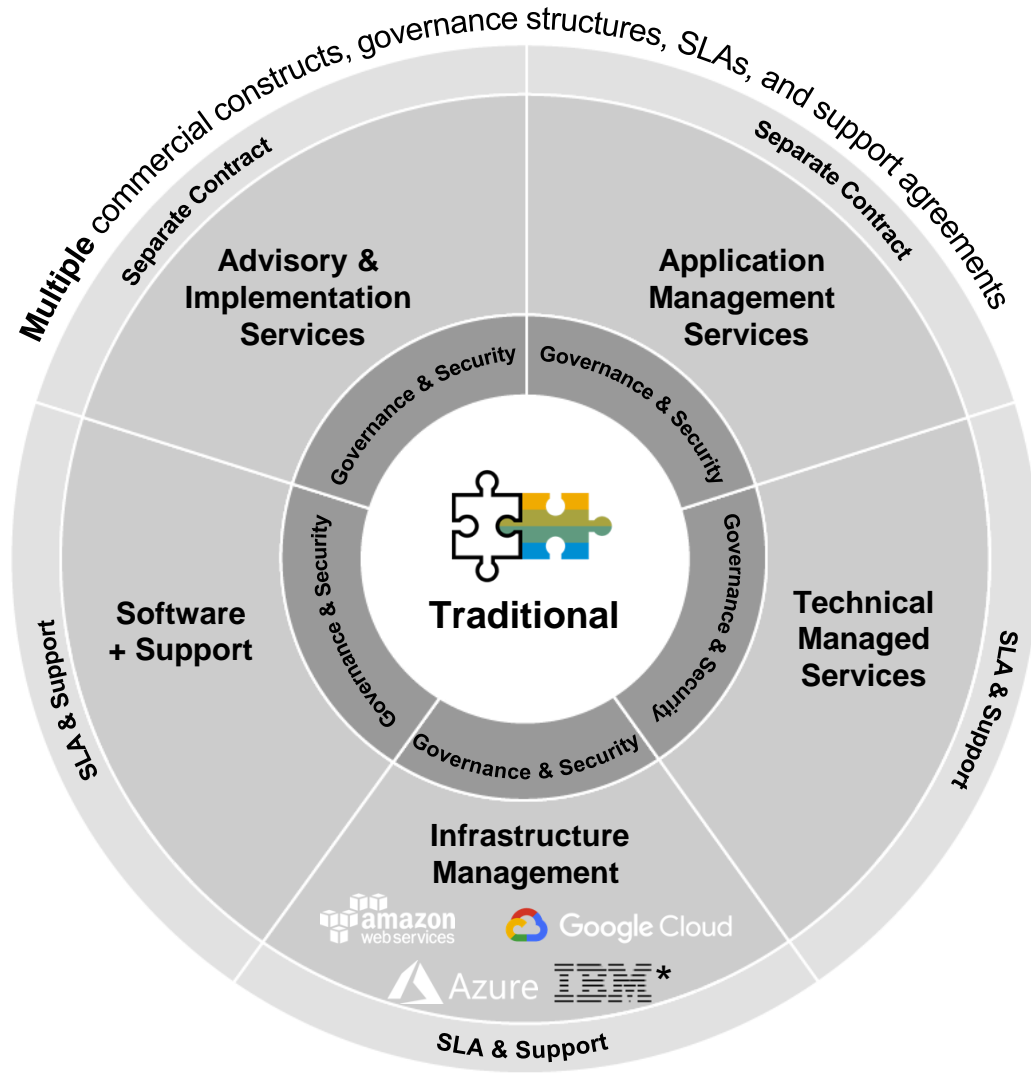 Multiple commercial constructs, governance structures, SLAs, and support agreements
Separate Contract
Separate Contract
Advisory &
Implementation
Services
Application
Management
Services
Governance & Security
Governance & Security
Traditional
Software
+ Support
Governance & Security
Governance & Security
Technical
Managed
Services
SLA & Support
SLA & Support
Governance & Security
Infrastructure
Management
amazon
webservices
Google Cloud
Azure
IBM*
SLA & Support